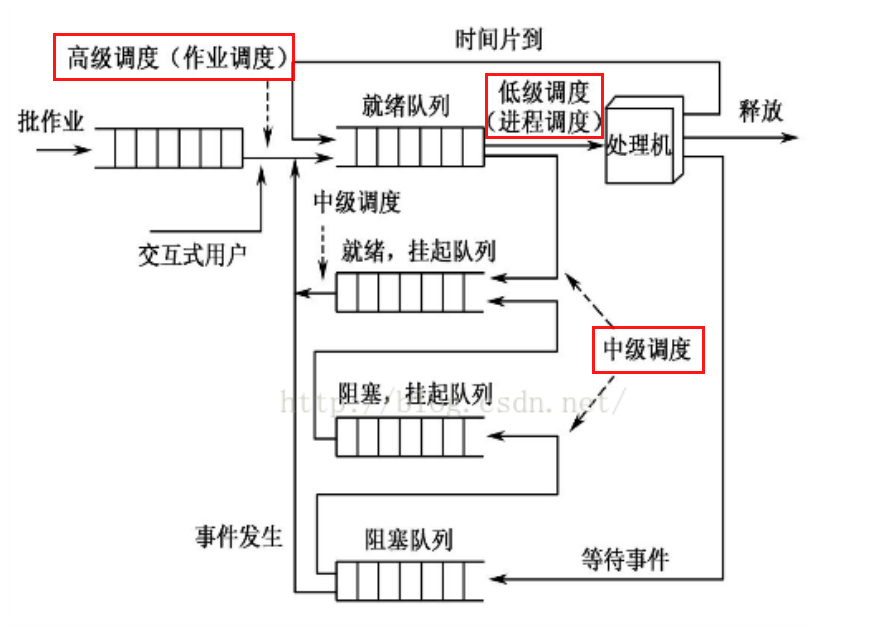 时间片到
高级调度（作业调度）
就绪队列
低级调度
（进程调度）
释放
批作业
处理机
中级调度
交互式用户
就绪，挂起队列
中级调度
阻塞，挂起队列
http://blog.csdn.net/
事件发生
阻塞队列
等待事件